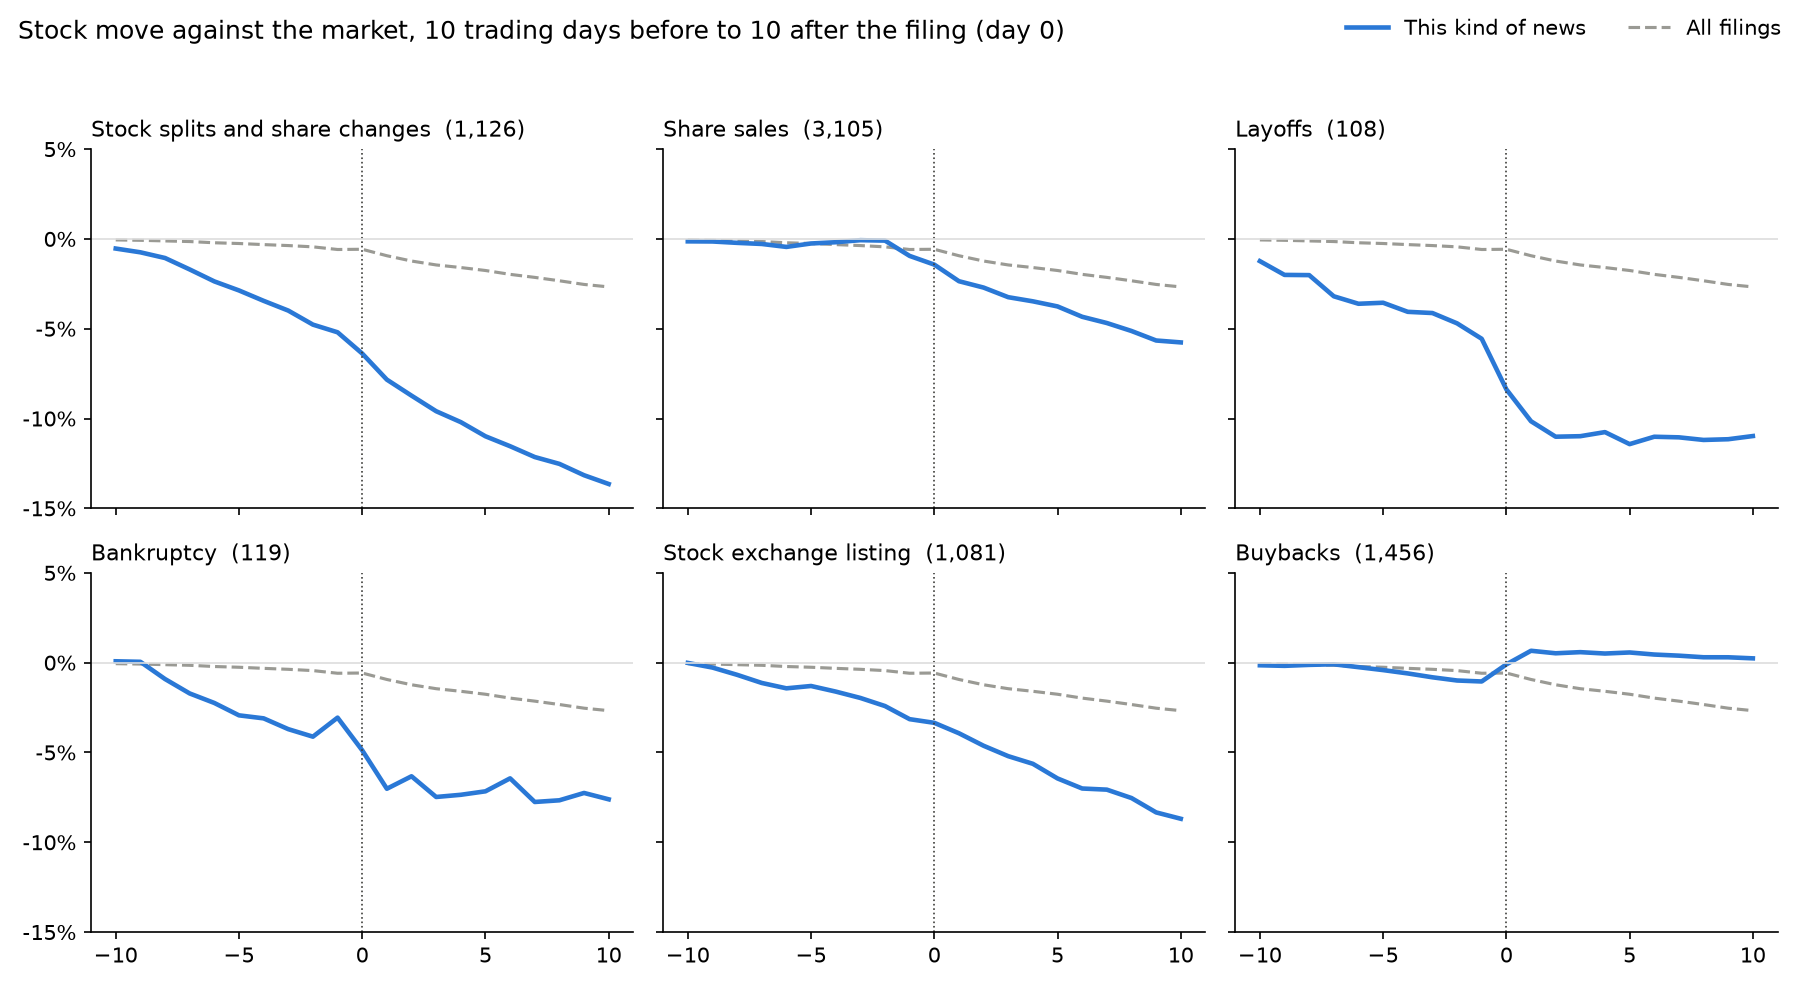 Stock move against the market, 10 trading days before to 10 after the filing (day 0)
This kind of news
All filings
Stock splits and share changes (1,126)
Share sales (3,105)
Layoffs (108)
5%
0%
-5%
-10%
-15%
Bankruptcy (119)
Stock exchange listing (1,081)
Buybacks (1,456)
5%
0%
-5%
-10%
-15%
−10 −5 0 5 10
−10 −5 0 5 10
−10 −5 0 5 10